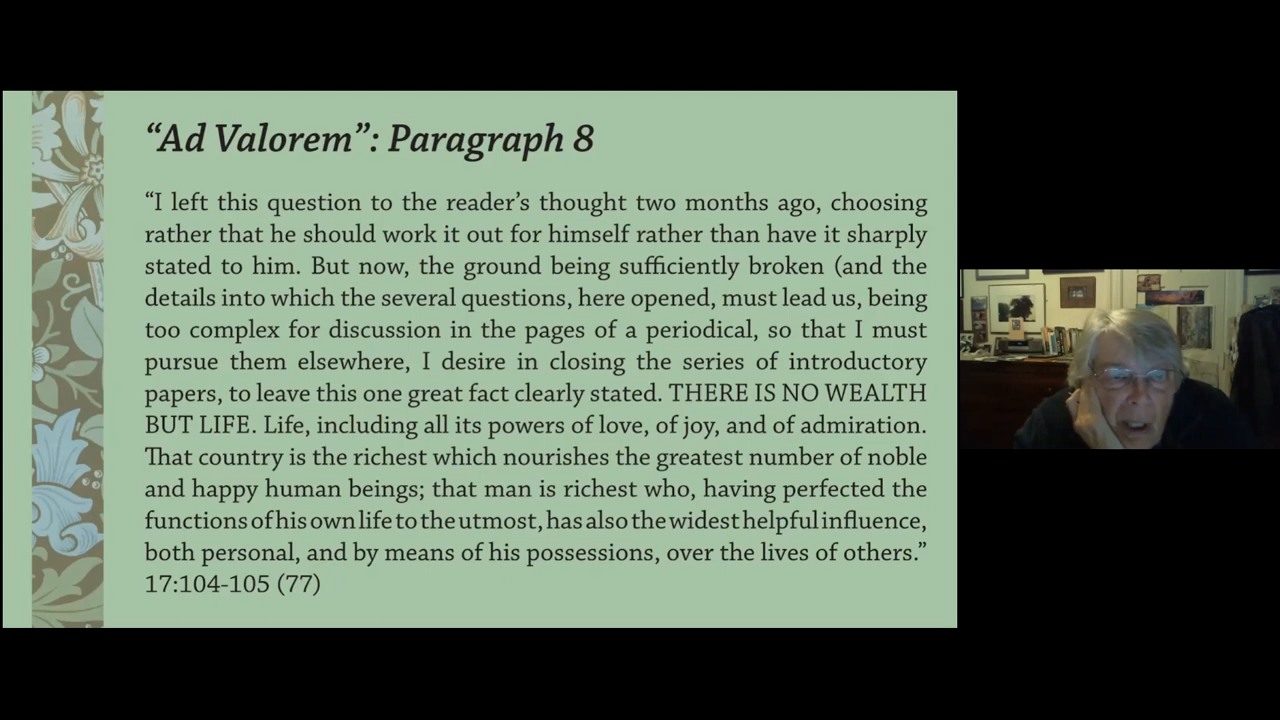 “Ad Valorem”: Paragraph 8
“I left this question to the reader’s thought two months ago, choosing
rather that he should work it out for himself rather than have it sharply
stated to him. But now, the ground being sufficiently broken (and the
details into which the several questions, here opened, must lead us, being
too complex for discussion in the pages of a periodical, so that I must
pursue them elsewhere, I desire in closing the series of introductory
papers, to leave this one great fact clearly stated. THERE IS NO WEALTH
BUT LIFE. Life, including all its powers of love, of joy, and of admiration.
That country is the richest which nourishes the greatest number of noble
and happy human beings; that man is richest who, having perfected the
functions of his own life to the utmost, has also the widest helpful influence,
both personal, and by means of his possessions, over the lives of others.”
17:104-105 (77)